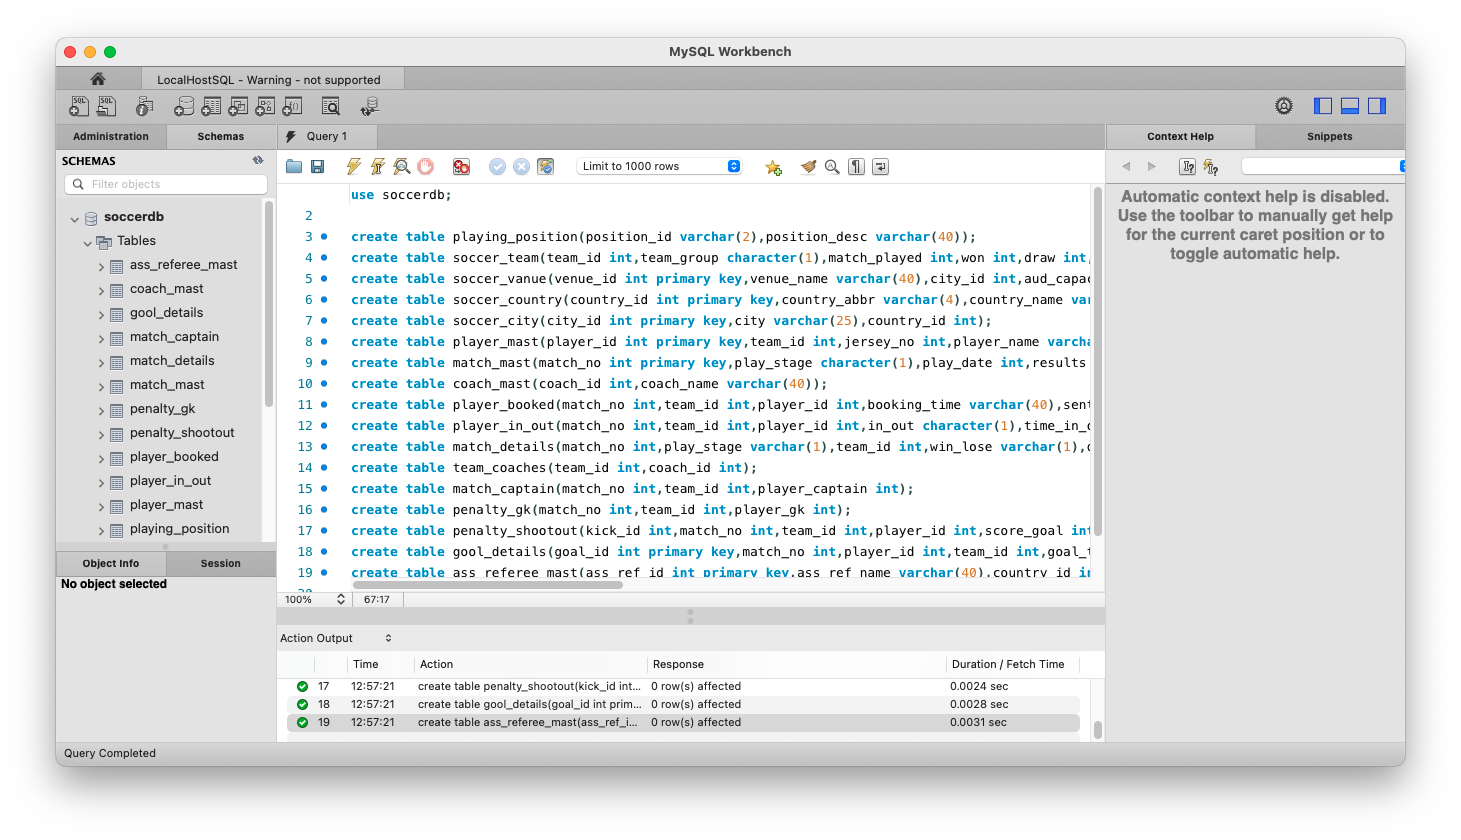 MySQL Workbench
LocalHostSQL - Warning - not supported
Administration
Schemas
Query 1
Context Help
Snippets
SCHEMAS
Filter objects
soccerdb
Tables
ass_referee_mast
coach_mast
gool_details
match_captain
match_details
match_mast
penalty_gk
penalty_shootout
player_booked
player_in_out
player_mast
playing_position
Object Info
Session
No object selected
Limit to 1000 rows
use soccerdb;
2
3 create table playing_position(position_id varchar(2),position_desc varchar(40));
4 create table soccer_team(team_id int,team_group character(1),match_played int,won int,draw int,
5 create table soccer_vanue(venue_id int primary key,venue_name varchar(40),city_id int,aud_capac
6 create table soccer_country(country_id int primary key,country_abbr varchar(4),country_name var
7 create table soccer_city(city_id int primary key,city varchar(25),country_id int);
8 create table player_mast(player_id int primary key,team_id int,jersey_no int,player_name varcha
9 create table match_mast(match_no int primary key,play_stage character(1),play_date int,results
10 create table coach_mast(coach_id int,coach_name varchar(40));
11 create table player_booked(match_no int,team_id int,player_id int,booking_time varchar(40),sent
12 create table player_in_out(match_no int,team_id int,player_id int,in_out character(1),time_in_o
13 create table match_details(match_no int,play_stage varchar(1),team_id int,win_lose varchar(1),
14 create table team_coaches(team_id int,coach_id int);
15 create table match_captain(match_no int,team_id int,player_captain int);
16 create table penalty_gk(match_no int,team_id int,player_gk int);
17 create table penalty_shootout(kick_id int,match_no int,team_id int,player_id int,score_goal int
18 create table gool_details(goal_id int primary key,match_no int,player_id int,team_id int,goal_t
19 create table ass_referee_mast(ass_ref_id int primary key,ass_ref_name varchar(40),country_id in
100%
67:17
Automatic context help is disabled.
Use the toolbar to manually get help
for the current caret position or to
toggle automatic help.
Action Output
Time Action Response Duration / Fetch Time
17 12:57:21 create table penalty_shootout(kick_id int... 0 row(s) affected 0.0024 sec
18 12:57:21 create table gool_details(goal_id int prim... 0 row(s) affected 0.0028 sec
19 12:57:21 create table ass_referee_mast(ass_ref_i... 0 row(s) affected 0.0031 sec
Query Completed